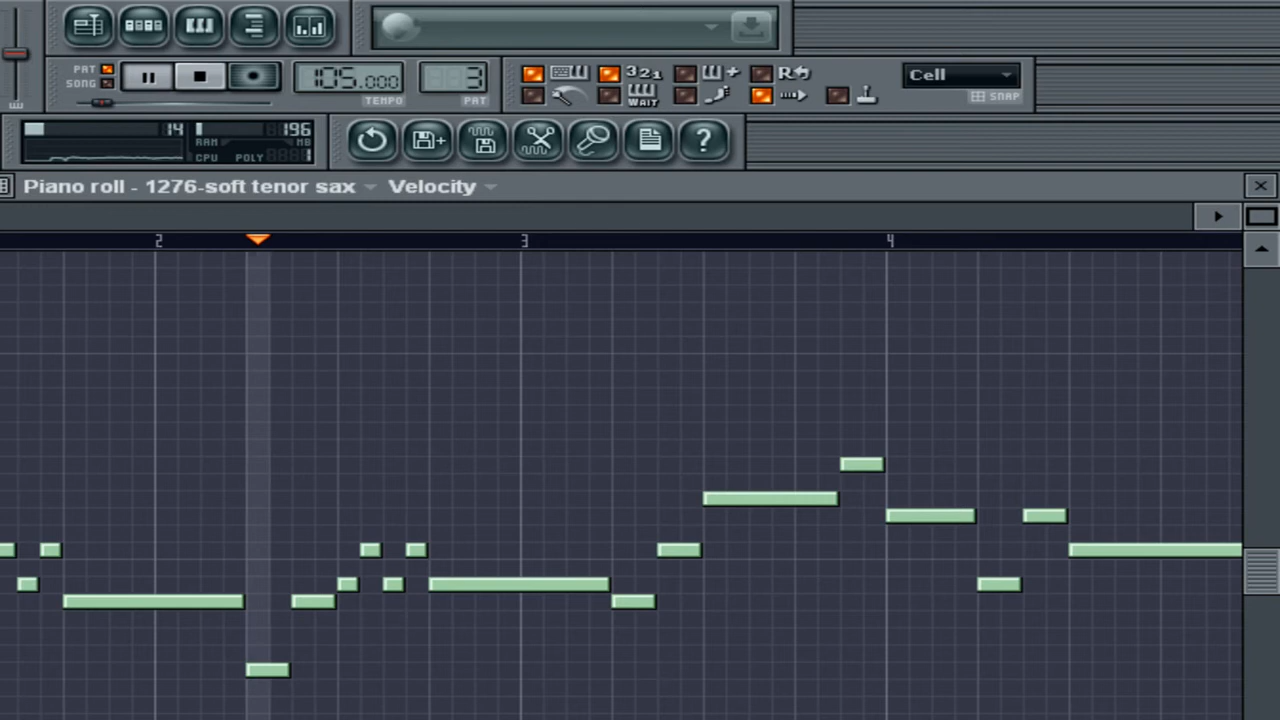 321
PAT
SONG
105.000
TEMPO
3
PAT
WAIT
R
Cell
SNAP
14
196
RAM
MB
CPU
POLY
1
?
Piano roll - 1276-soft tenor sax
Velocity
2
3
4